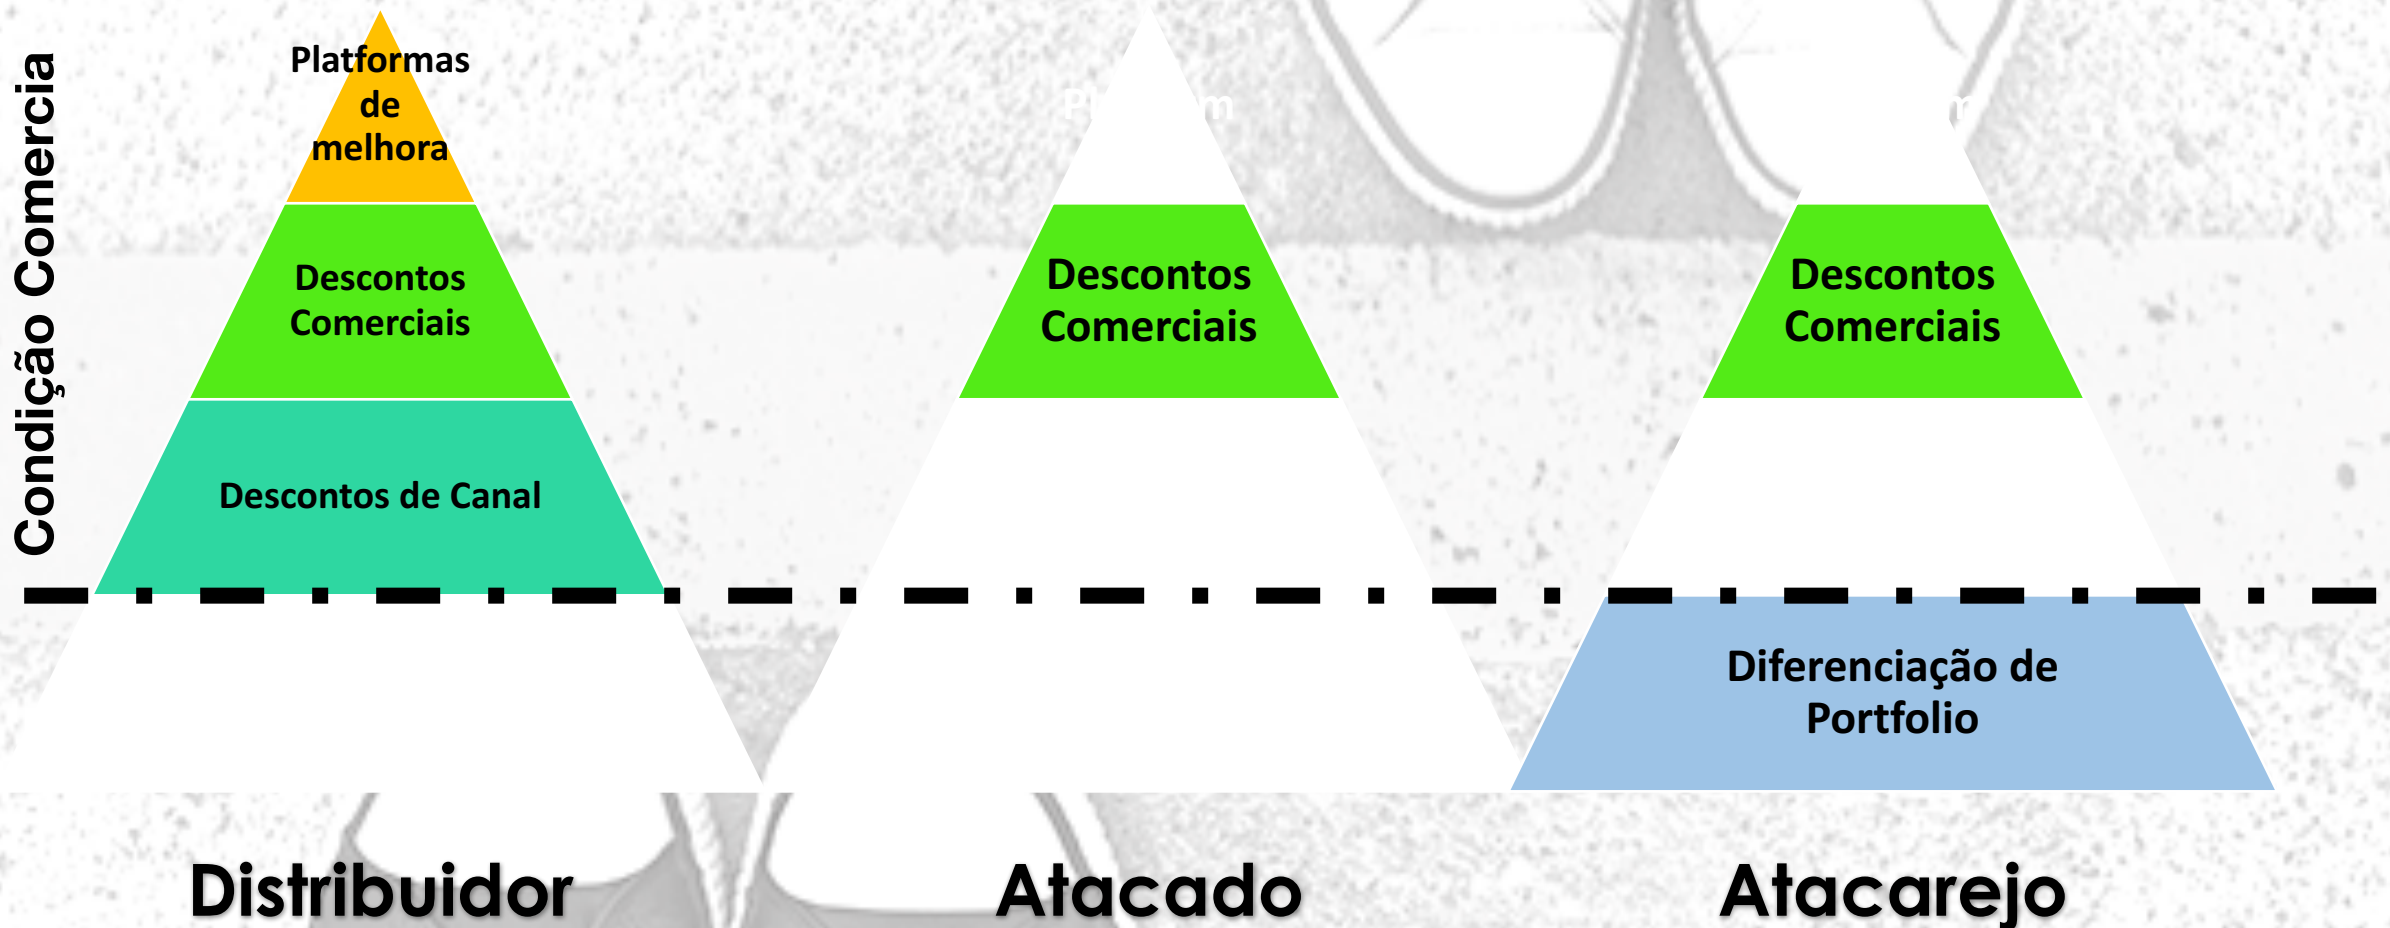 Condição Comercia
Platformas
de
melhora
Descontos
Comerciais
Descontos de Canal
Descontos
Comerciais
Descontos
Comerciais
Diferenciação de
Portfolio
Distribuidor
Atacado
Atacarejo